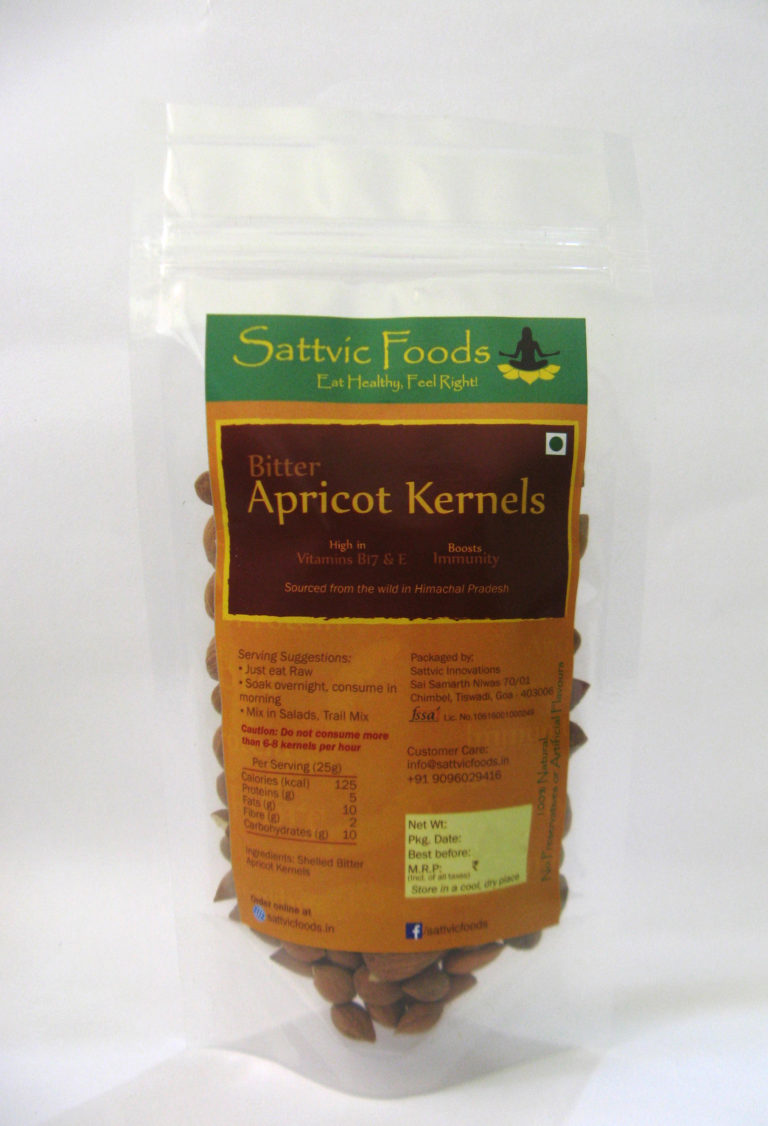 Sattvic Foods
Eat Healthy, Feel Right!
Bitter
Apricot Kernels
High in
Vitamins B17 & E
Boosts
Immunity
Sourced from the wild in Himachal Pradesh
Serving Suggestions:
• Just eat Raw
• Soak overnight, consume in
morning
• Mix in Salads, Trail Mix
Caution: Do not consume more
than 6-8 kernels per hour
Per Serving (25g)
Calories (kcal) 125
Proteins (g) 5
Fats (g) 10
Fibre (g) 2
Carbohydrates (g) 10
Ingredients: Shelled Bitter
Apricot Kernels
Order online at
sattvicfoods.in
Packaged by:
Sattvic Innovations
Sai Samarth Niwas 70/01
Chimbel, Tiswadi, Goa - 403006
fssai Lic. No.10616001000249
Customer Care:
info@sattvicfoods.in
+91 9096029416
Net Wt:
Pkg. Date:
Best before:
M.R.P: ₹
(Incl. of all taxes)
Store in a cool, dry place
f/sattvicfoods
100% Natural
No Preservatives or Artificial Flavours